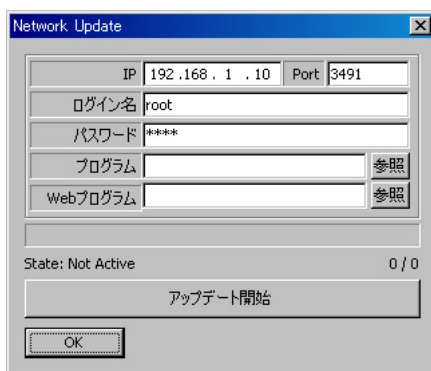 Network Update
IP 192.168. 1 .10 Port 3491
ログイン名 root
パスワード ****
プログラム 参照
Webプログラム 参照
State: Not Active 0 / 0
アップデート開始
OK